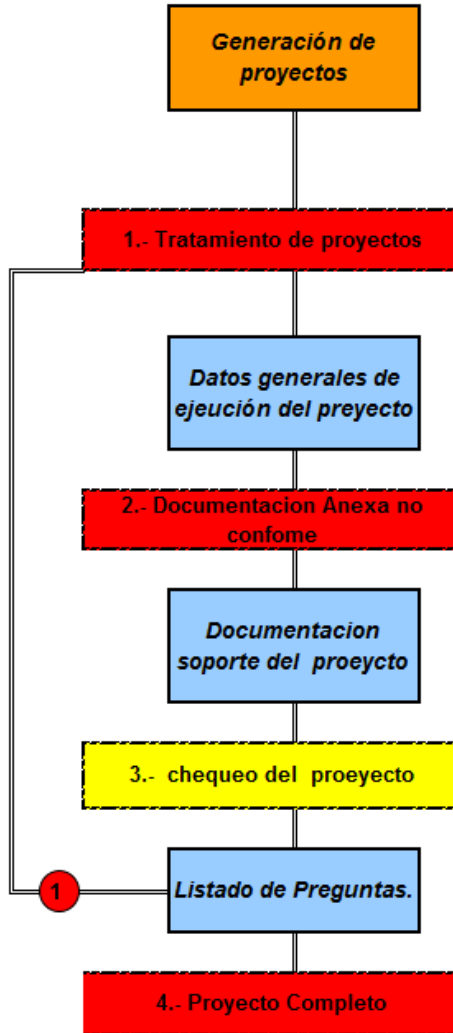 Generación de
proyectos
1.- Tratamiento de proyectos
Datos generales de
ejeución del preyecto
2.- Documentacion Anexa no
confome
Documentacion
soporte del proeycto
3.- chequeo del proeyecto
1
Listado de Preguntas.
4.- Proyecto Completo